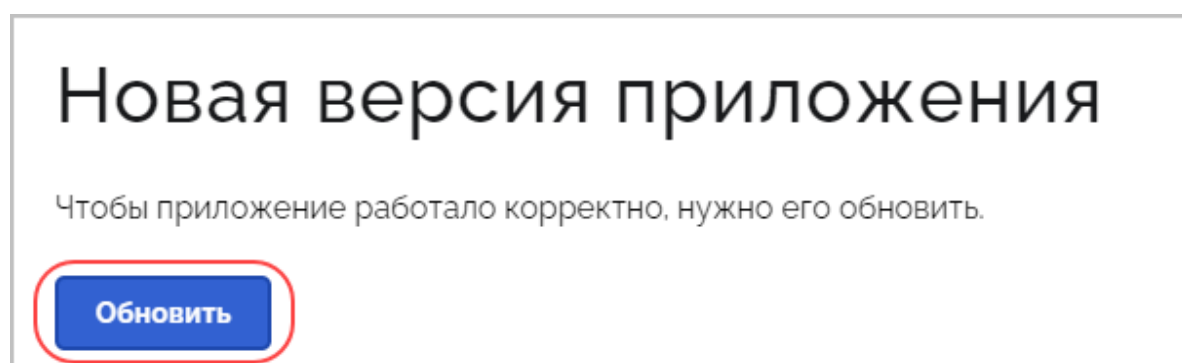 Новая версия приложения
Чтобы приложение работало корректно, нужно его обновить.
Обновить